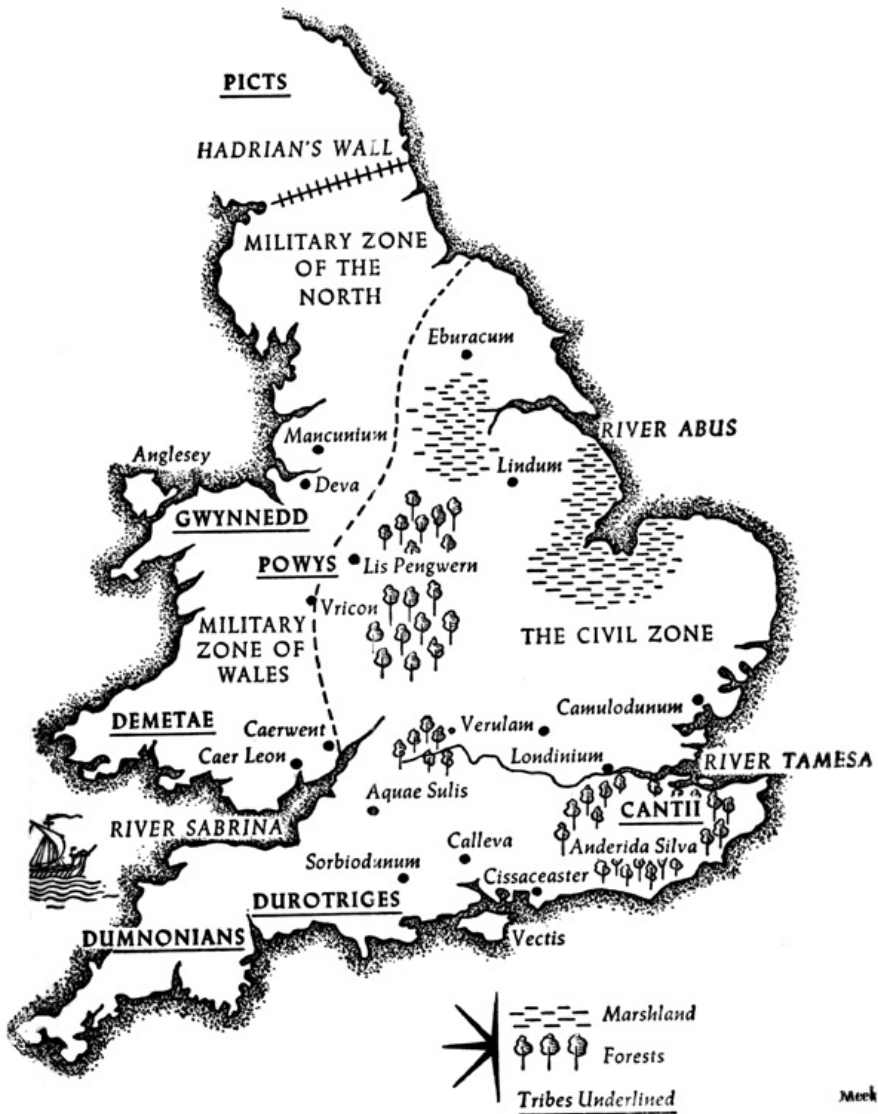 PICTS
HADRIAN'S WALL
MILITARY ZONE
OF THE
NORTH
Eburacum
RIVER ABUS
Mancunium
Anglesey
Lindum
Deva
GWYNNEDD
POWYS
Lis Pengwern
Vricon
MILITARY
ZONE OF
WALES
THE CIVIL ZONE
DEMETAE
Caerwent
Caer Leon
Verulam
Camulodunum
Londinium
RIVER TAMESA
Aquae Sulis
CANTII
RIVER SABRINA
Anderida Silva
Calleva
Sorbiodunum
Cissaceaster
DUROTRIGES
DUMNONIANS
Vectis
Marshland
Forests
Tribes Underlined
Meek